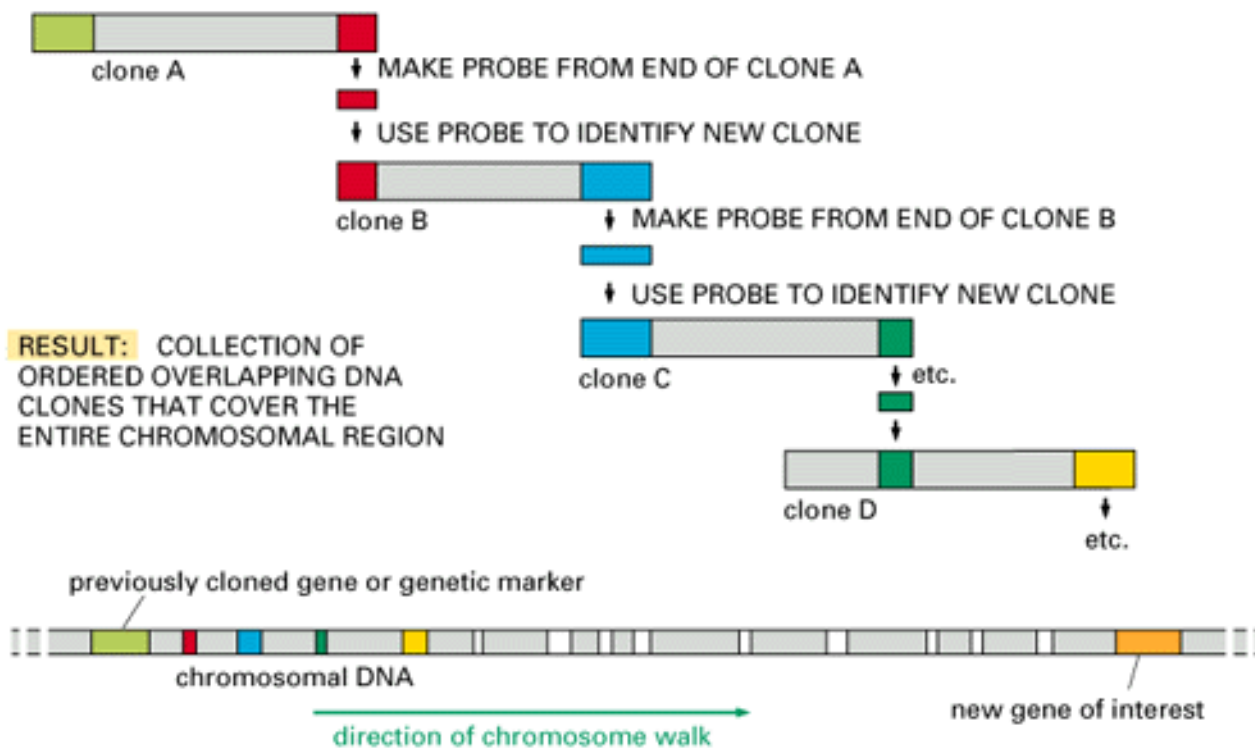 clone A
MAKE PROBE FROM END OF CLONE A
USE PROBE TO IDENTIFY NEW CLONE
clone B
MAKE PROBE FROM END OF CLONE B
USE PROBE TO IDENTIFY NEW CLONE
RESULT: COLLECTION OF
ORDERED OVERLAPPING DNA
CLONES THAT COVER THE
ENTIRE CHROMOSOMAL REGION
clone C
etc.
clone D
etc.
previously cloned gene or genetic marker
chromosomal DNA
new gene of interest
direction of chromosome walk